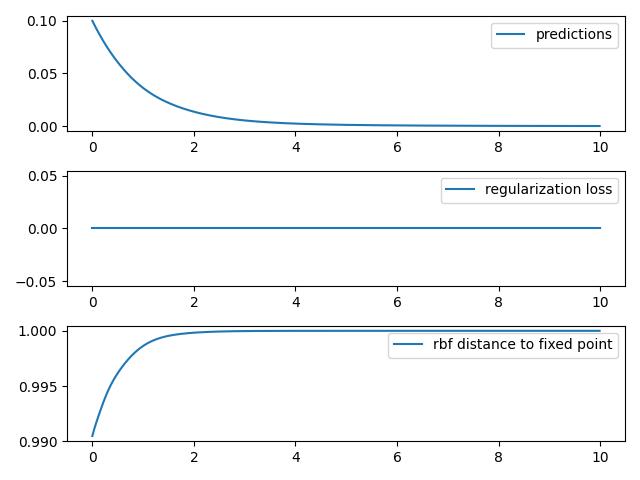 0.10
0.05
0.00
predictions
0 2 4 6 8 10
0.05
0.00
−0.05
regularization loss
0 2 4 6 8 10
1.000
0.995
0.990
rbf distance to fixed point
0 2 4 6 8 10